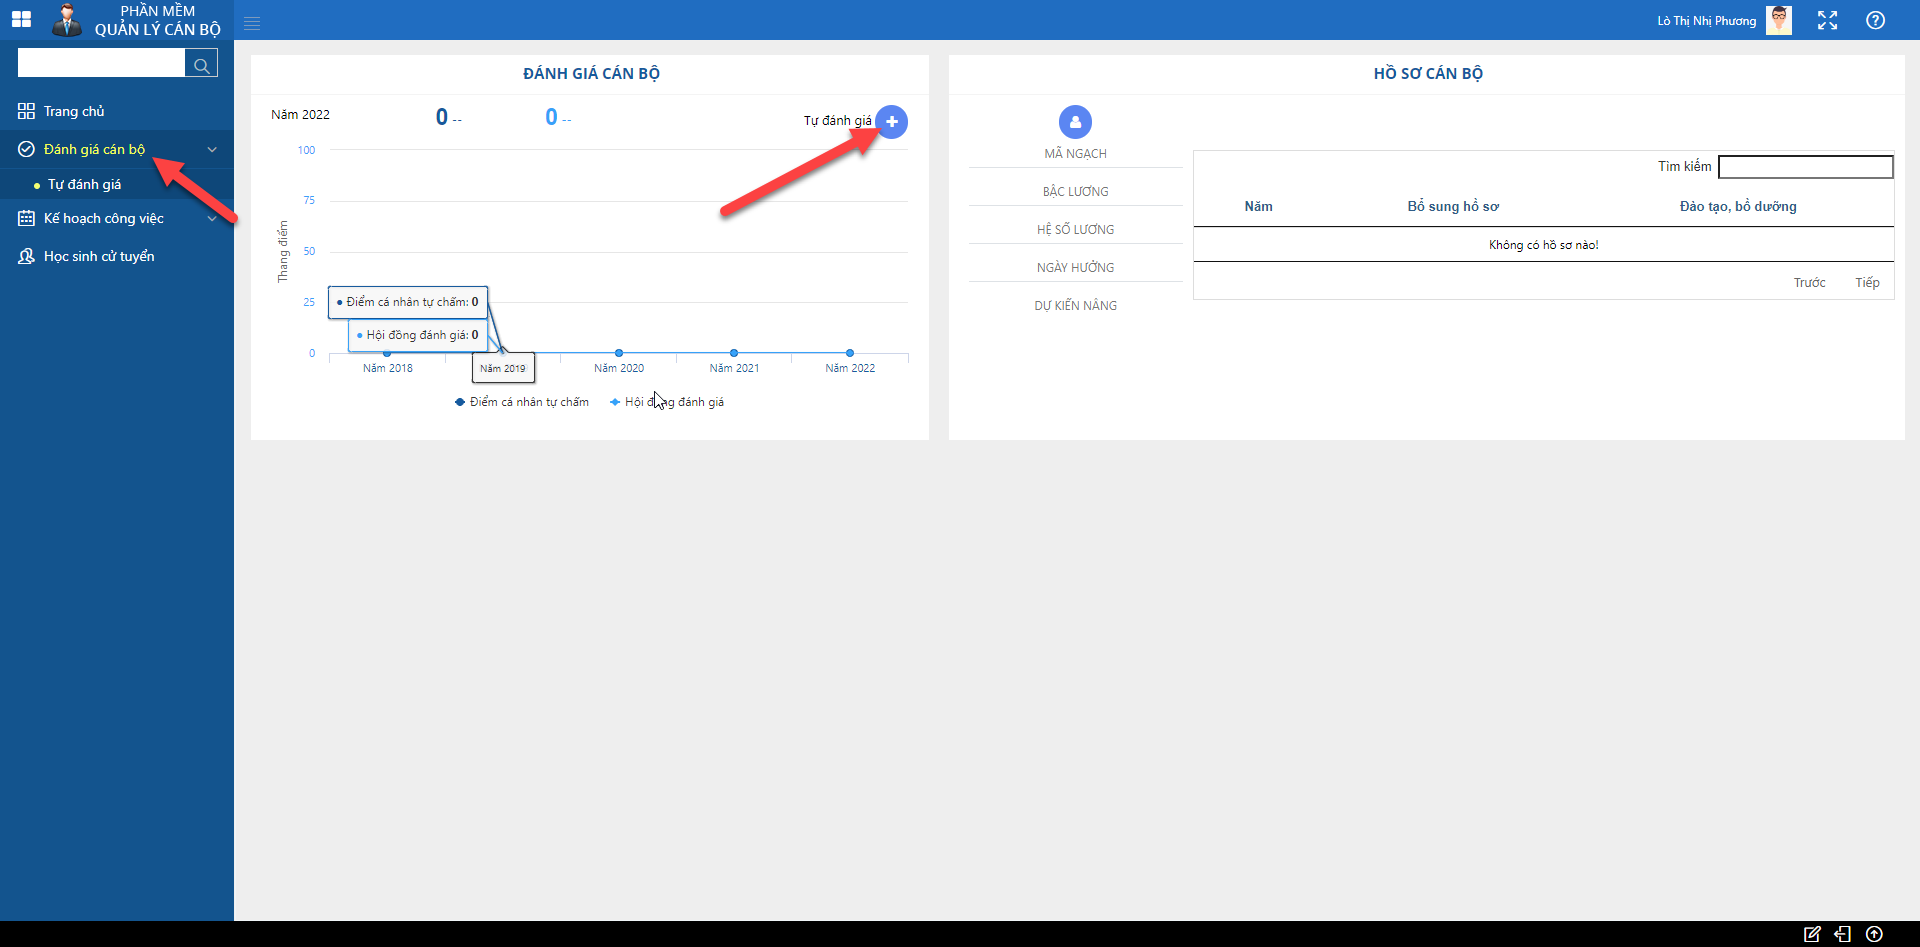 PHẦN MỀM
QUẢN LÝ CÁN BỘ
Lò Thị Nhị Phương
Trang chủ
Đánh giá cán bộ
Tự đánh giá
Kế hoạch công việc
Học sinh cử tuyển
ĐÁNH GIÁ CÁN BỘ
Năm 2022
0 --
0 --
Tự đánh giá
100
75
50
25
0
Thang điểm
Điểm cá nhân tự chấm: 0
Hội đồng đánh giá: 0
Năm 2018
Năm 2019
Năm 2020
Năm 2021
Năm 2022
Điểm cá nhân tự chấm
Hội đồng đánh giá
HỒ SƠ CÁN BỘ
MÃ NGẠCH
BẬC LƯƠNG
HỆ SỐ LƯƠNG
NGÀY HƯỞNG
DỰ KIẾN NÂNG
Tìm kiếm
Năm Bổ sung hồ sơ Đào tạo, bồ dưỡng
Không có hồ sơ nào!
Trước Tiếp